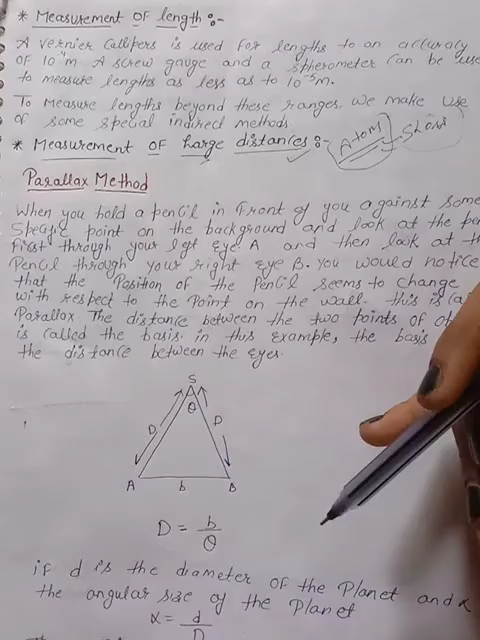 * Measurement of length :-
A vernier Callipers is used for lengths to an accuracy
of 10⁻⁴m. A screw gauge and a spherometer can be use
to measure lengths as less as to 10⁻⁵m.
To Measure lengths beyond these ranges, we make use
of some special indirect methods.
* Measurement of Large distances :-
Atom
Parallax Method
When you hold a pencil in front of you against some
Specific point on the background and look at the pen
first through your left eye A and then look at th
Pencil through your right eye B. You would notice
that the Position of the Pencil seems to change
with respect to the Point on the wall. this is ca
Parallax. The distance between the two points of ob
is called the basis. in this example, the basis
the distance between the eyes.
S
θ
D D
A b B
D = b/θ
if d is the diameter of the Planet and α
the angular size of the Planet
α = d/D